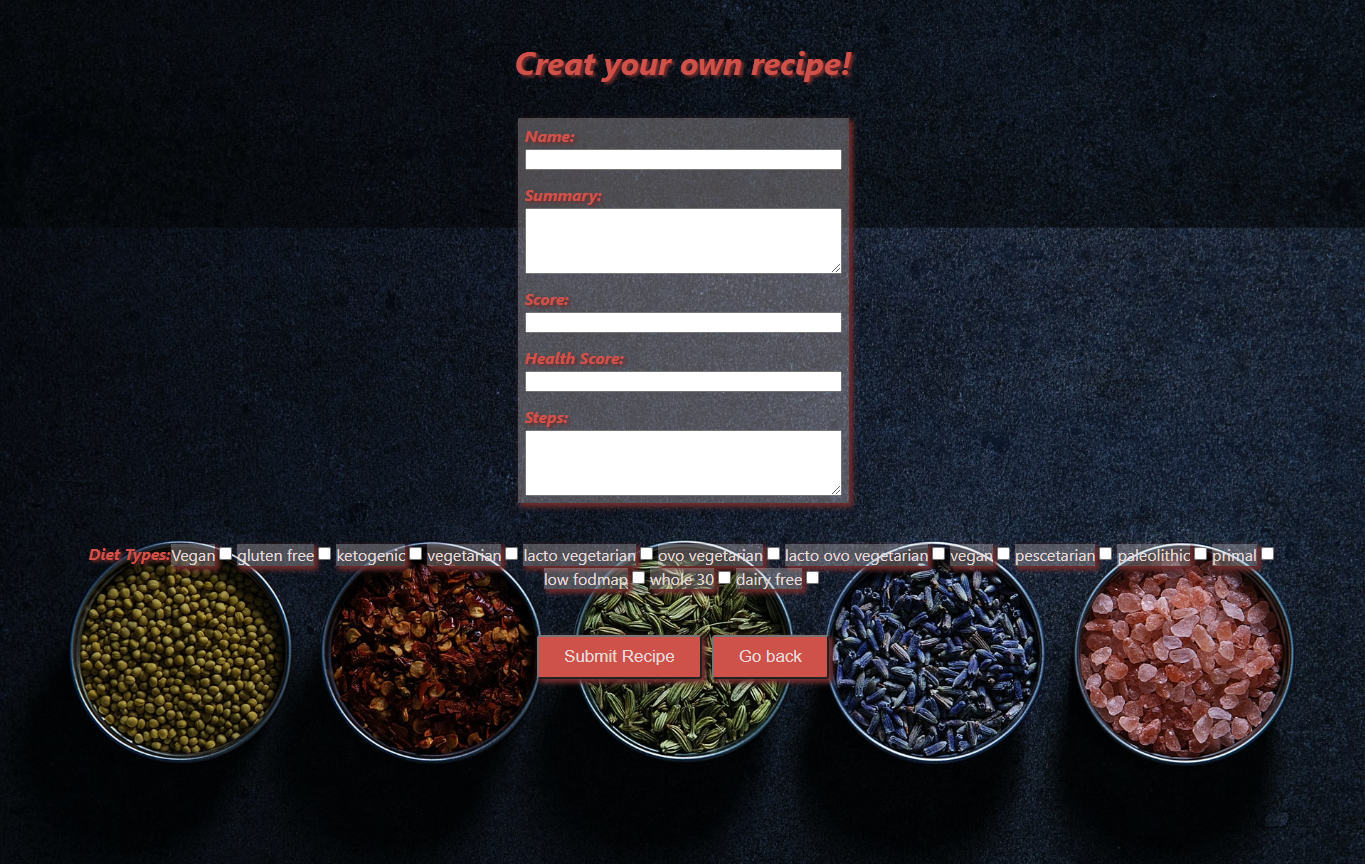 Creat your own recipe!
Name:
Summary:
Score:
Health Score:
Steps:
Diet Types:Vegan gluten free ketogenic vegetarian lacto vegetarian ovo vegetarian lacto ovo vegetarian vegan pescetarian paleolithic primal
low fodmap whole 30 dairy free
Submit Recipe Go back